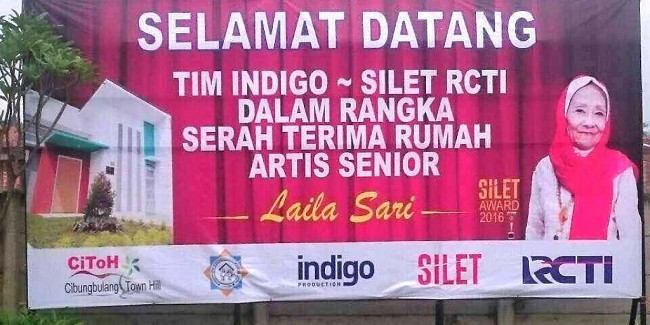 SELAMAT DATANG
TIM INDIGO ~ SILET RCTI
DALAM RANGKA
SERAH TERIMA RUMAH
ARTIS SENIOR
Laila Sari
SILET
AWARD
2016
CiToH
Cibungbulang Town Hill
indigo
PRODUCTION
SILET
RCTI